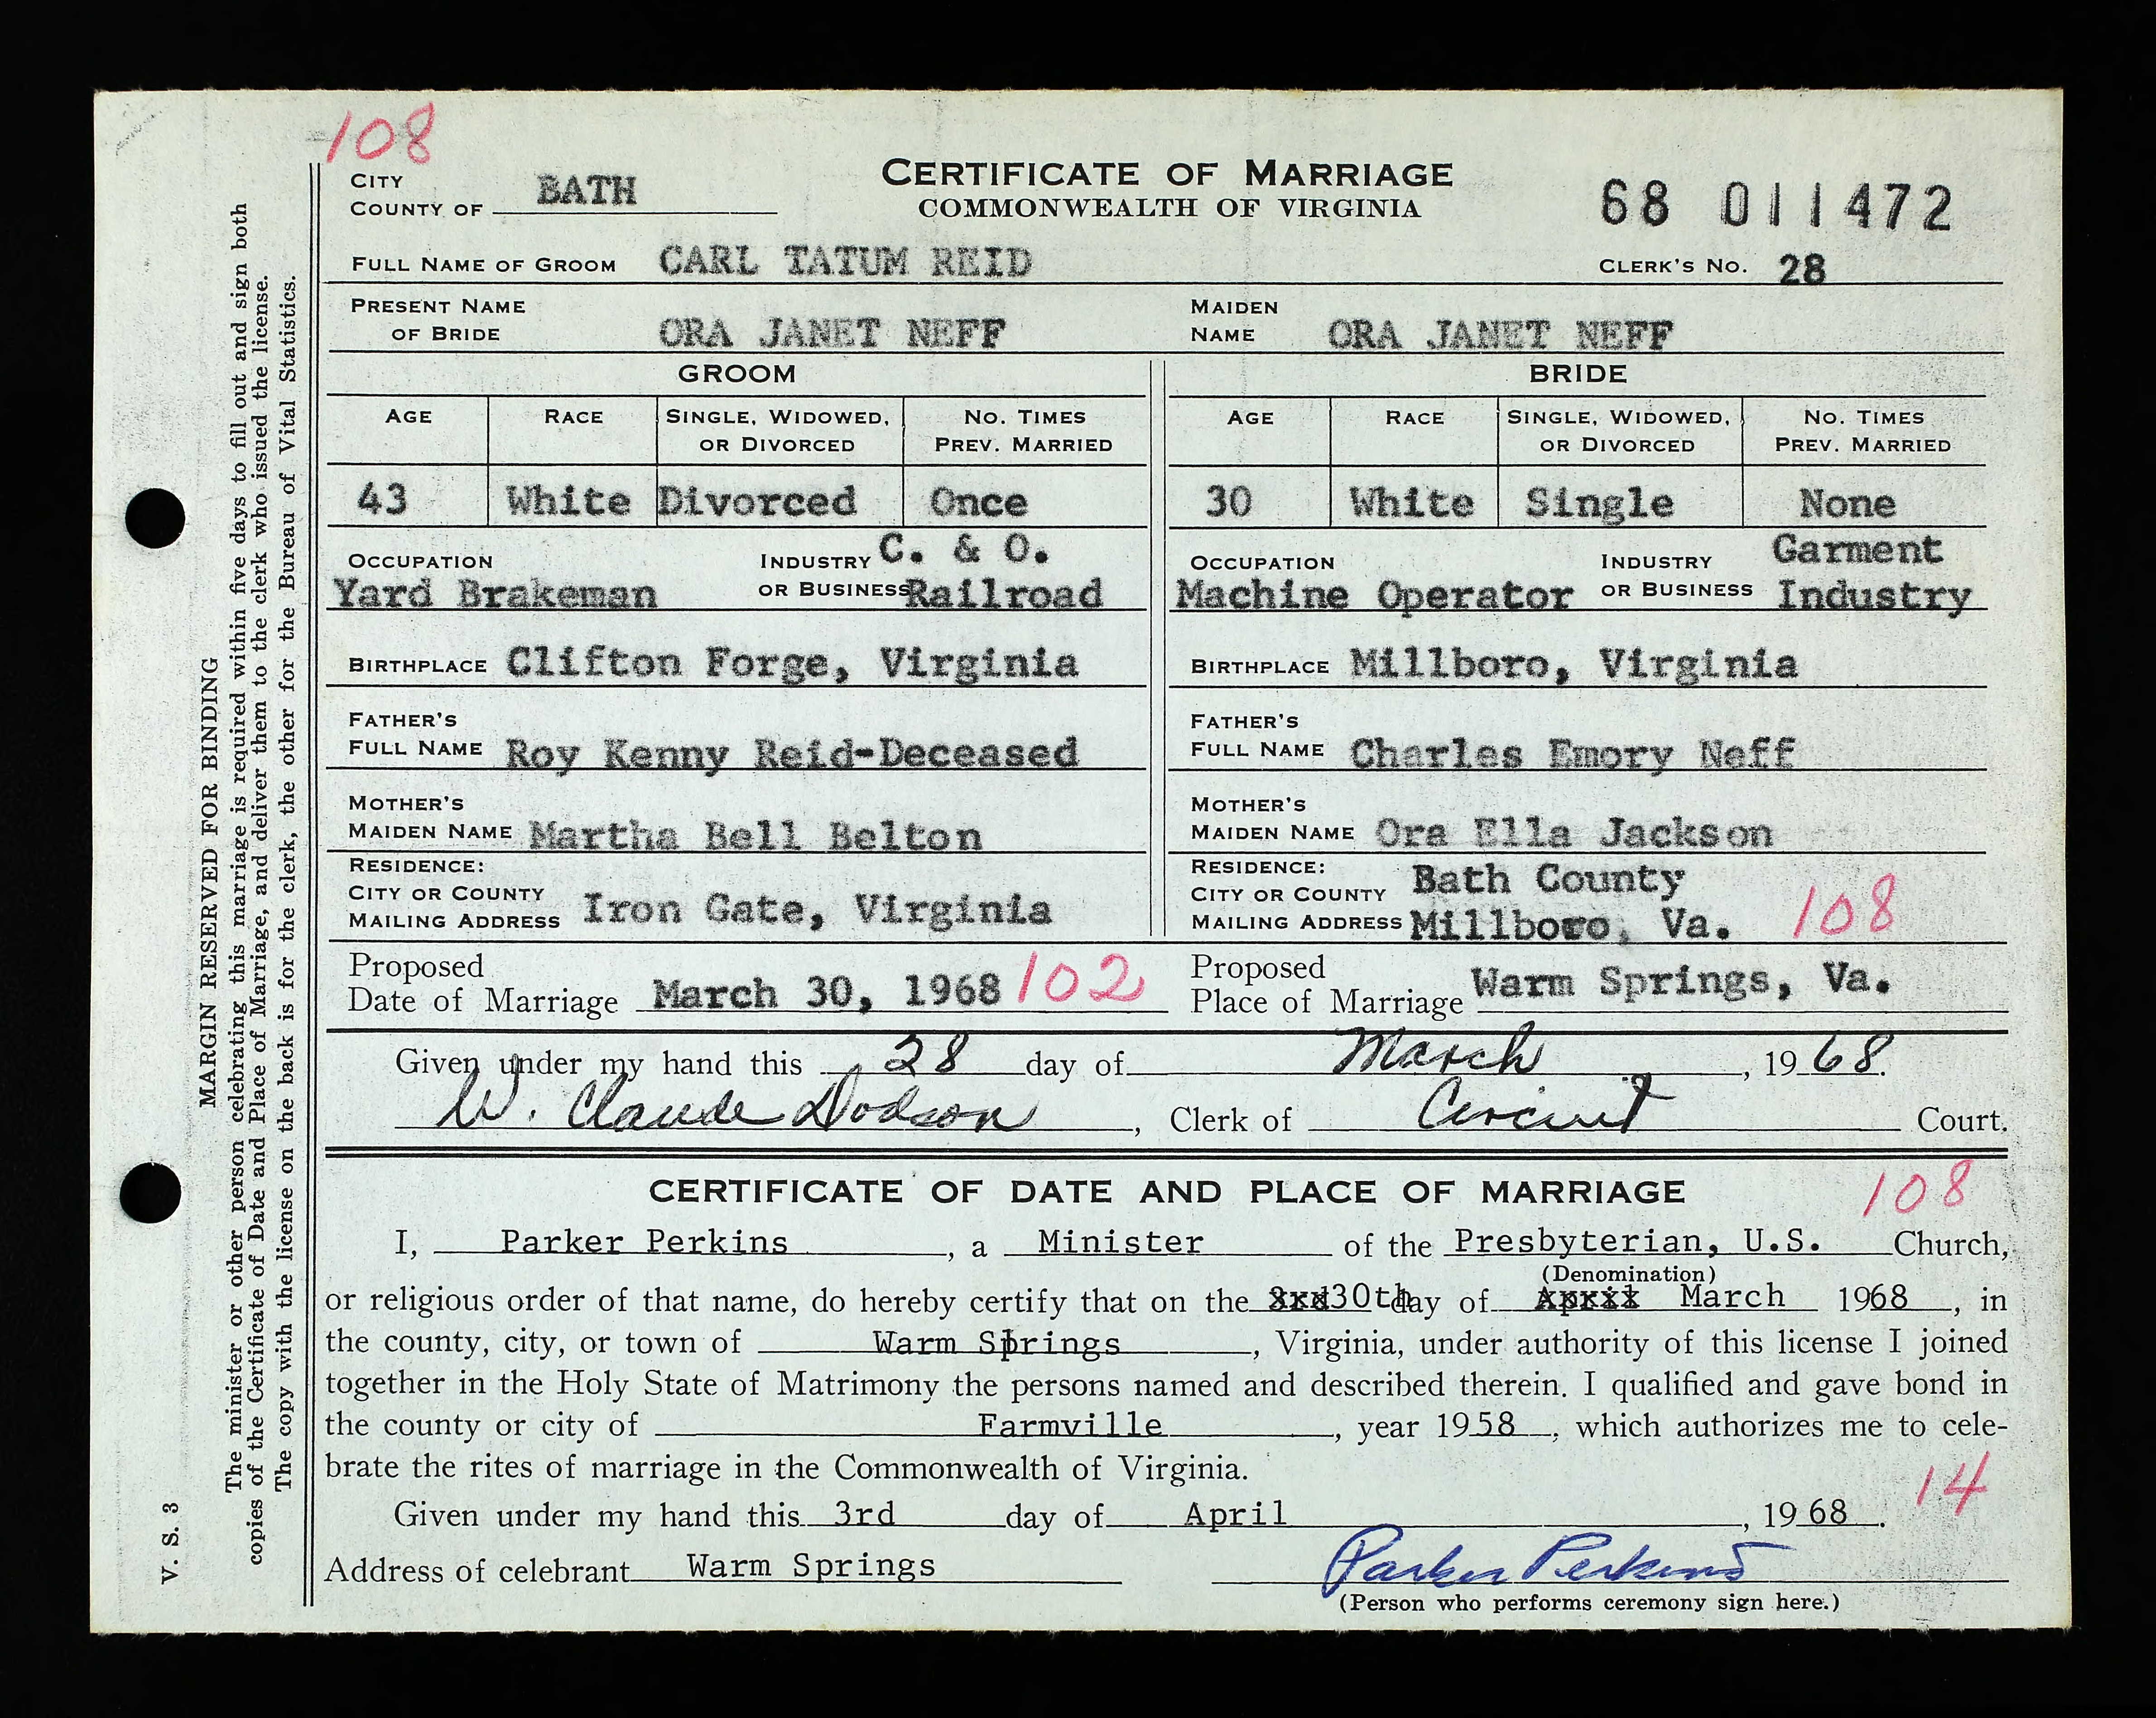 108
CITY
COUNTY OF BATH
CERTIFICATE OF MARRIAGE
COMMONWEALTH OF VIRGINIA
68 011472
FULL NAME OF GROOM CARL TATUM REID
CLERK'S NO. 28
PRESENT NAME
OF BRIDE ORA JANET NEFF
MAIDEN
NAME ORA JANET NEFF
GROOM
AGE RACE SINGLE, WIDOWED, NO. TIMES
OR DIVORCED PREV. MARRIED
43 White Divorced Once
OCCUPATION INDUSTRY C. & O.
Yard Brakeman OR BUSINESS Railroad
BIRTHPLACE Clifton Forge, Virginia
FATHER'S
FULL NAME Roy Kenny Reid-Deceased
MOTHER'S
MAIDEN NAME Martha Bell Belton
RESIDENCE:
CITY OR COUNTY
MAILING ADDRESS Iron Gate, Virginia
BRIDE
AGE RACE SINGLE, WIDOWED, NO. TIMES
OR DIVORCED PREV. MARRIED
30 White Single None
OCCUPATION INDUSTRY Garment
Machine Operator OR BUSINESS Industry
BIRTHPLACE Millboro, Virginia
FATHER'S
FULL NAME Charles Emory Neff
MOTHER'S
MAIDEN NAME Ora Ella Jackson
RESIDENCE:
CITY OR COUNTY Bath County
MAILING ADDRESS Millboro, Va. 108
Proposed
Date of Marriage March 30, 1968 102
Proposed
Place of Marriage Warm Springs, Va.
Given under my hand this 28 day of March, 1968.
W. Claude Dodson, Clerk of Circuit Court.
CERTIFICATE OF DATE AND PLACE OF MARRIAGE 108
I, Parker Perkins, a Minister of the Presbyterian, U.S. Church,
(Denomination)
or religious order of that name, do hereby certify that on the 3rd 30th day of April March 1968, in
the county, city, or town of Warm Springs, Virginia, under authority of this license I joined
together in the Holy State of Matrimony the persons named and described therein. I qualified and gave bond in
the county or city of Farmville, year 1958, which authorizes me to cele-
brate the rites of marriage in the Commonwealth of Virginia.
14
Given under my hand this 3rd day of April, 1968.
Address of celebrant Warm Springs Parker Perkins
(Person who performs ceremony sign here.)
MARGIN RESERVED FOR BINDING
The minister or other person celebrating this marriage is required within five days to fill out and sign both
copies of the Certificate of Date and Place of Marriage, and deliver them to the clerk who issued the license.
The copy with the license on the back is for the clerk, the other for the Bureau of Vital Statistics.
V. S. 3